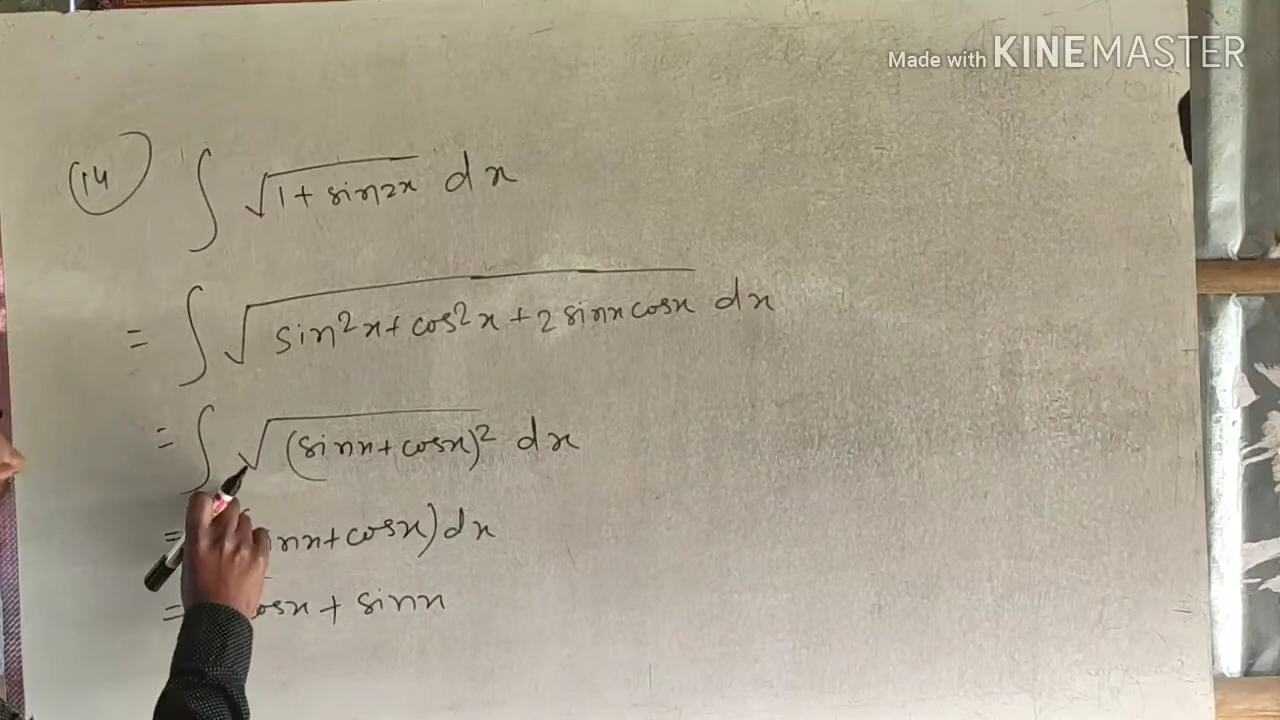 Made with KINEMASTER
(14) ∫ √(1 + sin2x) dx
= ∫ √(sin²x + cos²x + 2 sinx cosx) dx
= ∫ √((sinx + cosx)²) dx
= inx + cosx) dx
= osx + sinx